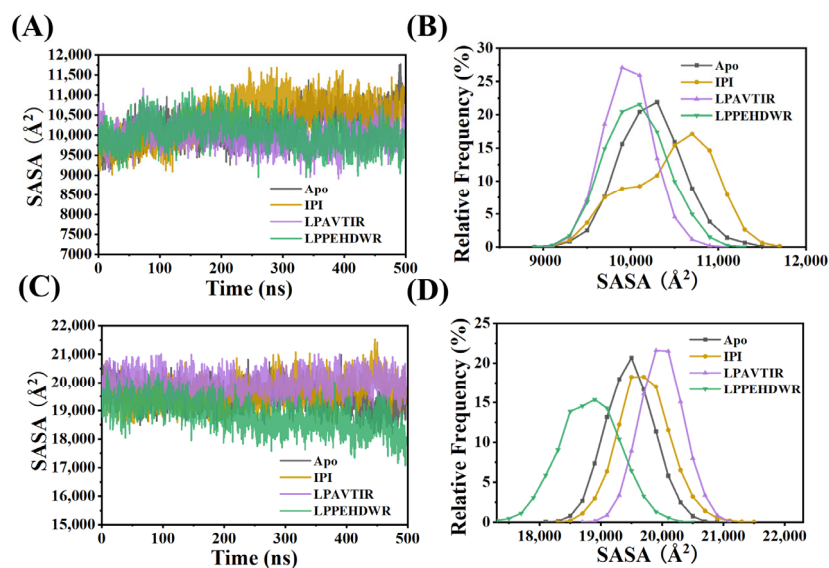 (A)
12,000
11,500
11,000
10,500
10,000
9500
9000
8500
8000
7500
7000
SASA (Å²)
Apo
IPI
LPAVTIR
LPPEHDWR
0 100 200 300 400 500
Time (ns)
(B)
30
25
20
15
10
5
0
Relative Frequency (%)
Apo
IPI
LPAVTIR
LPPEHDWR
9000 10,000 11,000 12,000
SASA (Å²)
(C)
22,000
21,000
20,000
19,000
18,000
17,000
16,000
15,000
SASA (Å²)
Apo
IPI
LPAVTIR
LPPEHDWR
0 100 200 300 400 500
Time (ns)
(D)
25
20
15
10
5
0
Relative Frequency (%)
Apo
IPI
LPAVTIR
LPPEHDWR
18,000 19,000 20,000 21,000 22,000
SASA (Å²)